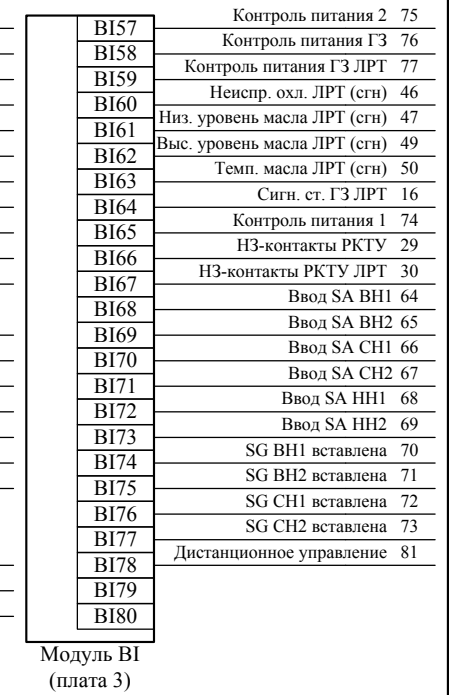 BI57 Контроль питания 2 75
BI58 Контроль питания ГЗ 76
BI59 Контроль питания ГЗ ЛРТ 77
BI60 Неиспр. охл. ЛРТ (сгн) 46
BI61 Низ. уровень масла ЛРТ (сгн) 47
BI62 Выс. уровень масла ЛРТ (сгн) 49
BI63 Темп. масла ЛРТ (сгн) 50
BI64 Сигн. ст. ГЗ ЛРТ 16
BI65 Контроль питания 1 74
BI66 НЗ-контакты РКТУ 29
BI67 НЗ-контакты РКТУ ЛРТ 30
BI68 Ввод SA ВН1 64
BI69 Ввод SA ВН2 65
BI70 Ввод SA СН1 66
BI71 Ввод SA СН2 67
BI72 Ввод SA НН1 68
BI73 Ввод SA НН2 69
BI74 SG ВН1 вставлена 70
BI75 SG ВН2 вставлена 71
BI76 SG СН1 вставлена 72
BI77 SG СН2 вставлена 73
BI78 Дистанционное управление 81
BI79
BI80
Модуль BI
(плата 3)